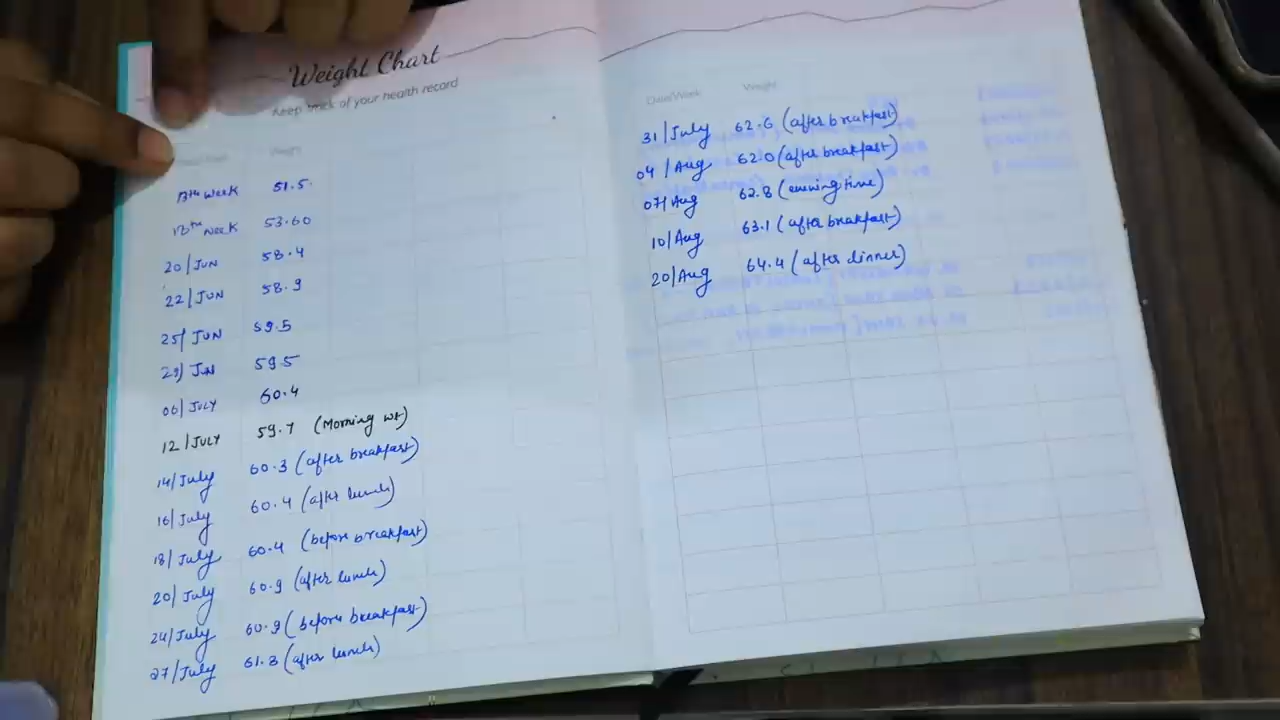 Weight Chart
Keep track of your health record
Weight
13th Week 51.5
13th Week 53.60
20/JUN 58.4
22/JUN 58.9
25/JUN 59.5
29/JUN 59.5
06/JULY 60.4
12/JULY 59.7 (Morning wt)
14/July 60.3 (after breakfast)
16/July 60.4 (after lunch)
18/July 60.4 (before breakfast)
20/July 60.9 (after lunch)
24/July 60.9 (before breakfast)
27/July 61.3 (after lunch)
Date/Week Weight
31/July 62.6 (after breakfast)
04/Aug 62.0 (after breakfast)
07/Aug 62.8 (evening time)
10/Aug 63.1 (after breakfast)
20/Aug 64.4 (after dinner)